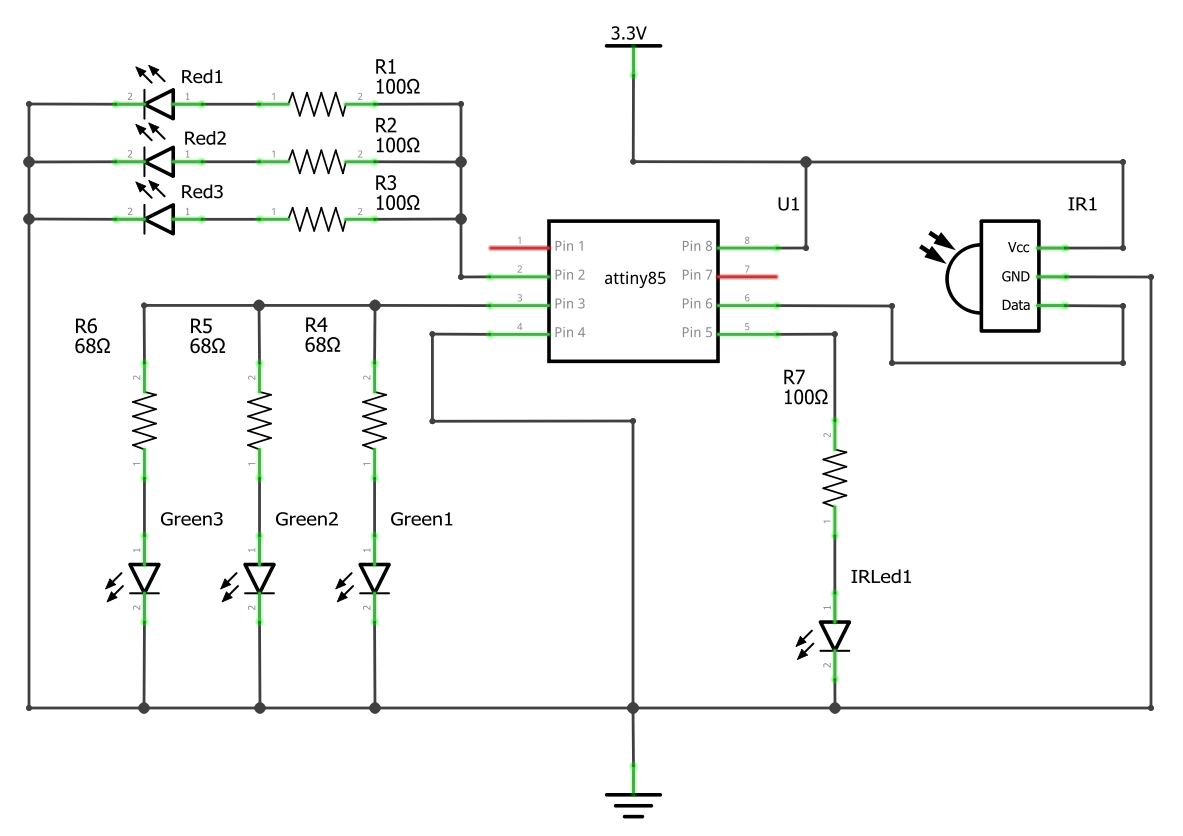 3.3V
Red1
R1
100Ω
2
1
1
2
Red2
R2
100Ω
2
1
1
2
Red3
R3
100Ω
2
1
1
2
U1
IR1
1
Pin 1
Pin 8
8
Vcc
2
Pin 2
attiny85
Pin 7
7
GND
3
Pin 3
Pin 6
6
Data
4
Pin 4
Pin 5
5
R6
68Ω
R5
68Ω
R4
68Ω
2
2
2
R7
100Ω
2
1
1
1
1
Green3
Green2
Green1
1
1
1
2
2
2
IRLed1
1
2